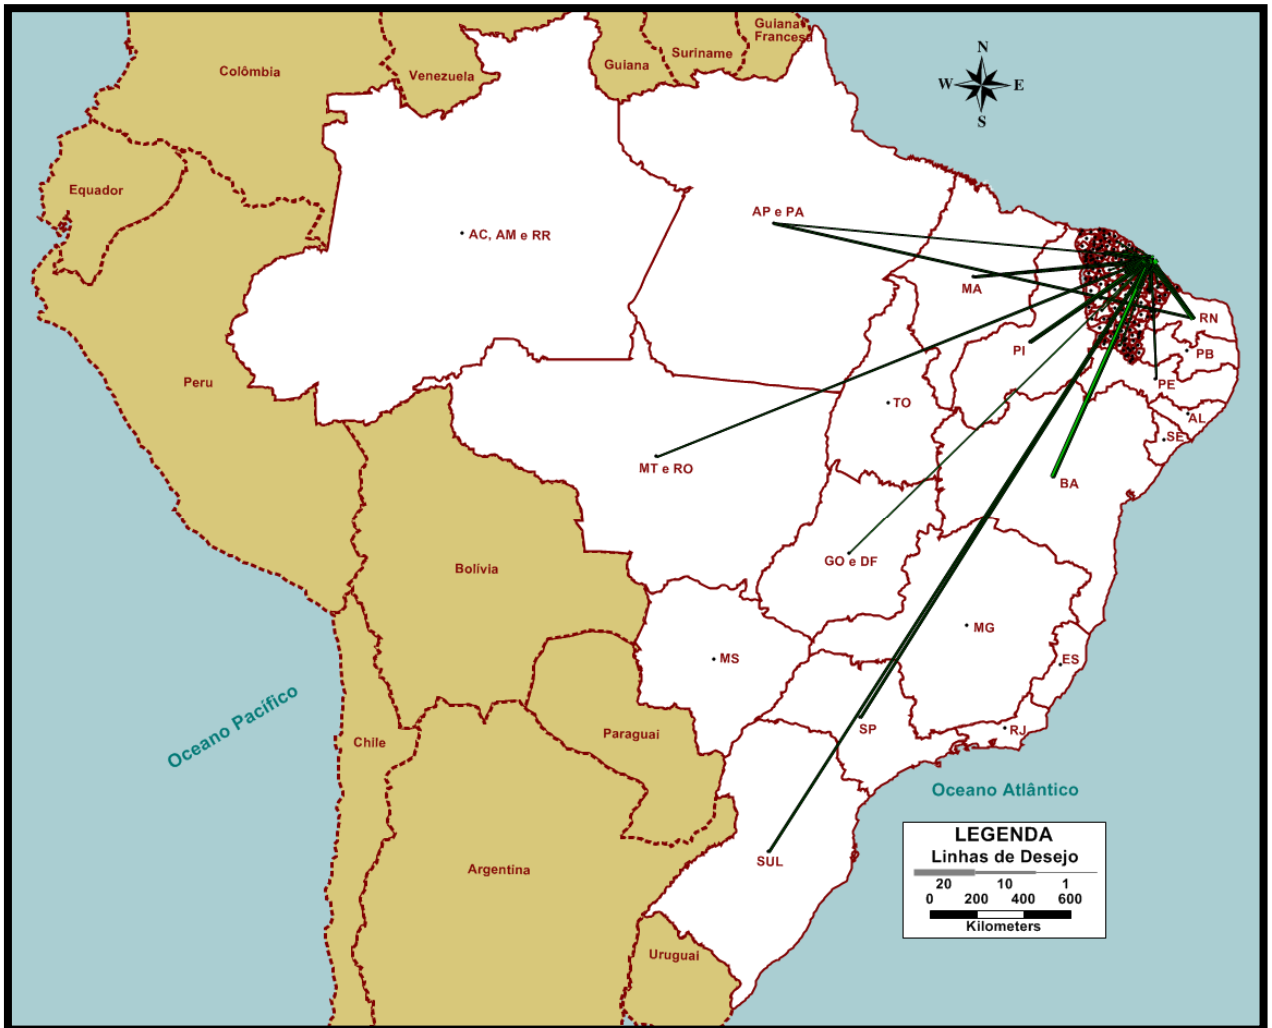 Guiana
Francesa
Suriname
Guiana
Colômbia
Venezuela
N
W
E
S
Equador
AP e PA
AC, AM e RR
MA
RN
PI
PB
Peru
PE
TO
AL
SE
MT e RO
BA
GO e DF
Bolívia
MG
MS
ES
Oceano Pacífico
SP
RJ
Paraguai
Chile
Oceano Atlântico
LEGENDA
Linhas de Desejo
20 10 1
0 200 400 600
Kilometers
SUL
Argentina
Uruguai